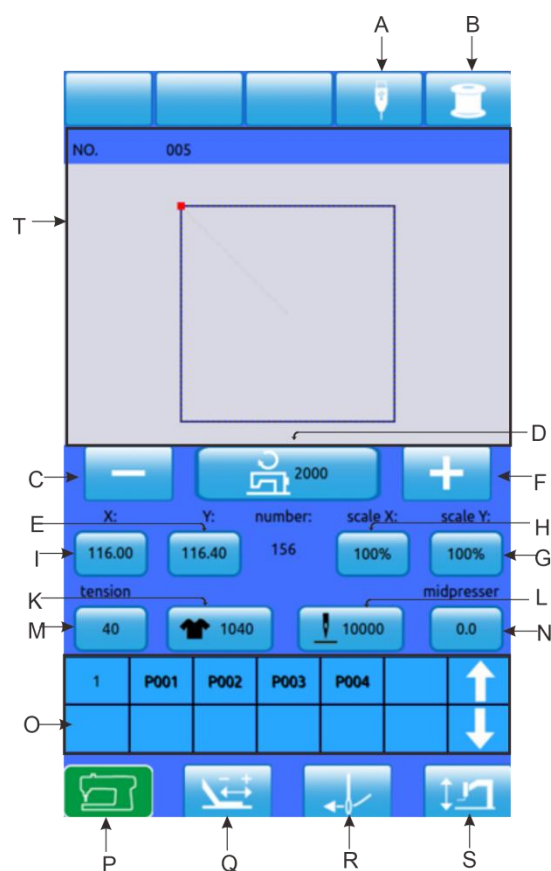 A B
NO. 005
T
D
C 2000 F
E X: Y: number: scale X: scale Y: H
I 116.00 116.40 156 100% 100% G
K tension midpresser L
M 40 1040 10000 0.0 N
1 P001 P002 P003 P004
O
P Q R S